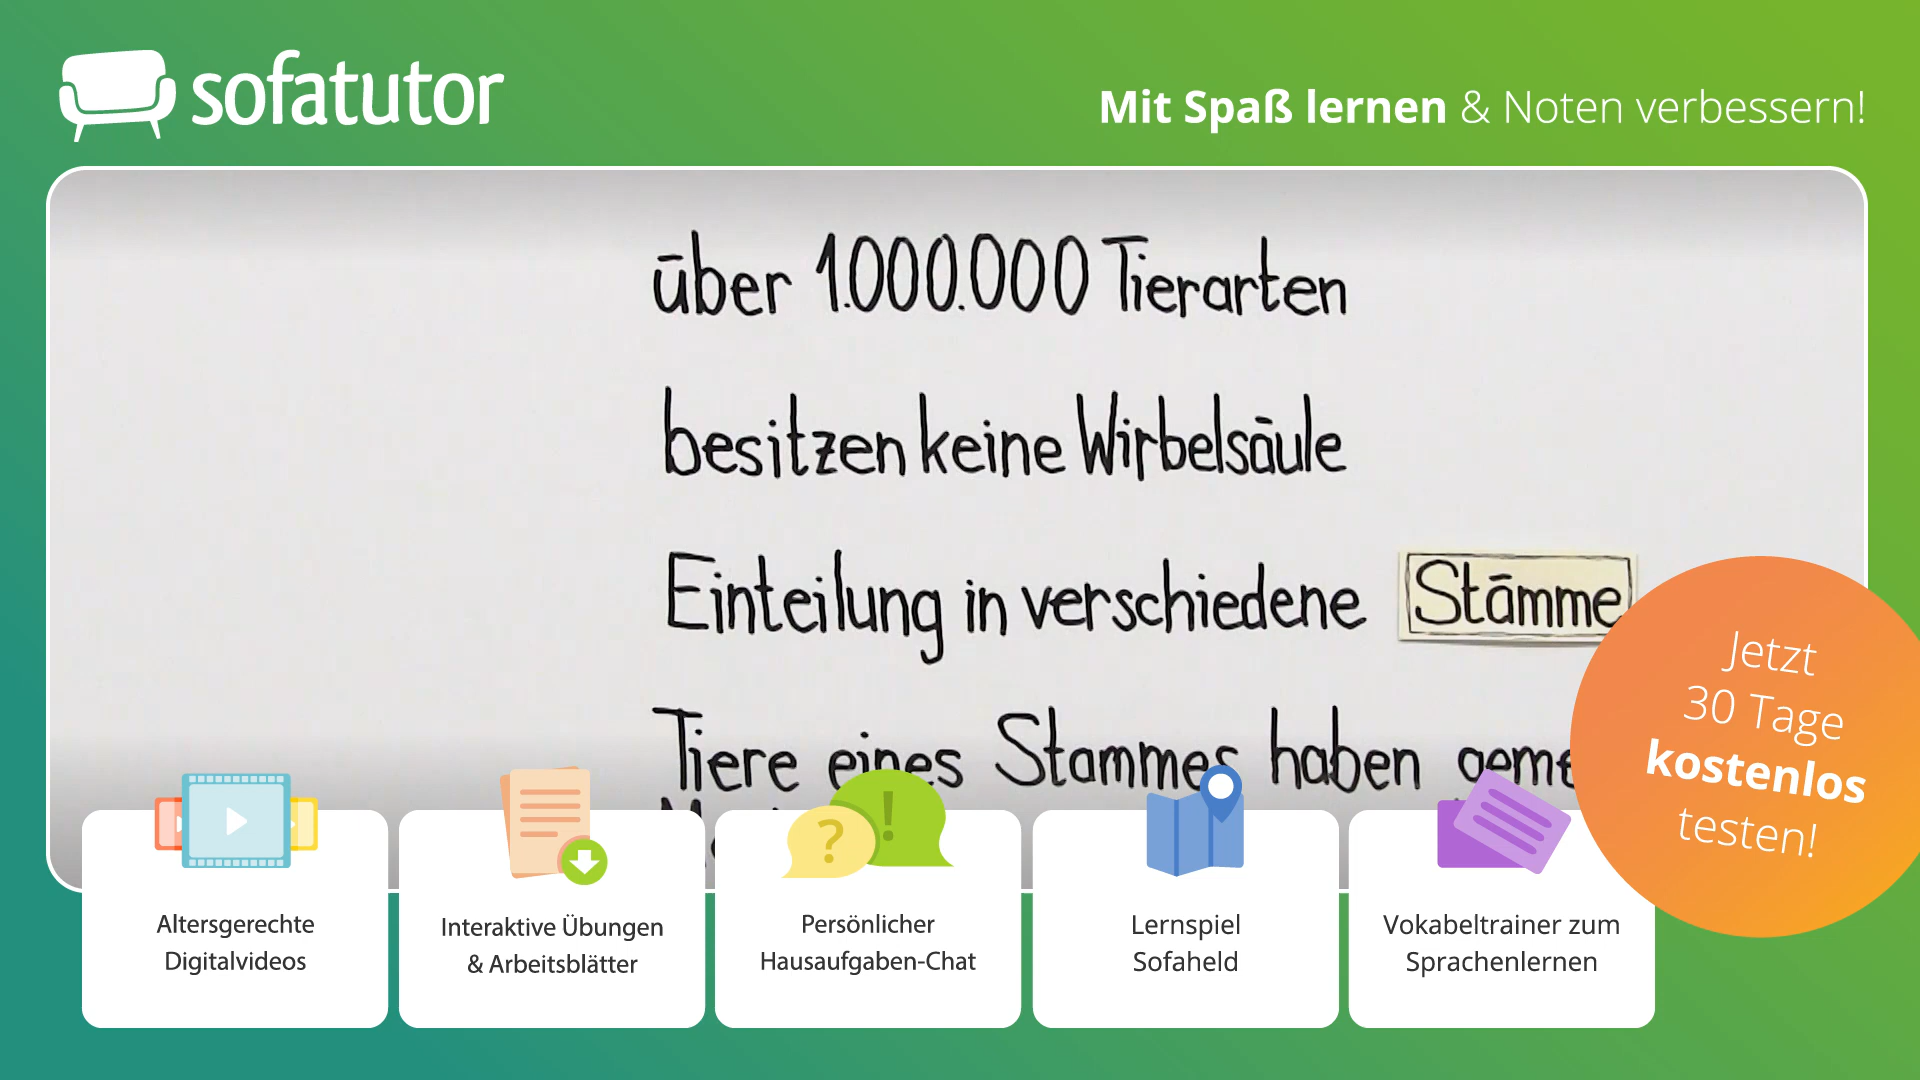 sofatutor
Mit Spaß lernen & Noten verbessern!
über 1.000.000 Tierarten
besitzen keine Wirbelsäule
Einteilung in verschiedene Stämme
Tiere eines Stammes haben
Jetzt
30 Tage
kostenlos
testen!
?
!
Altersgerechte
Digitalvideos
Interaktive Übungen
& Arbeitsblätter
Persönlicher
Hausaufgaben-Chat
Lernspiel
Sofaheld
Vokabeltrainer zum
Sprachenlernen